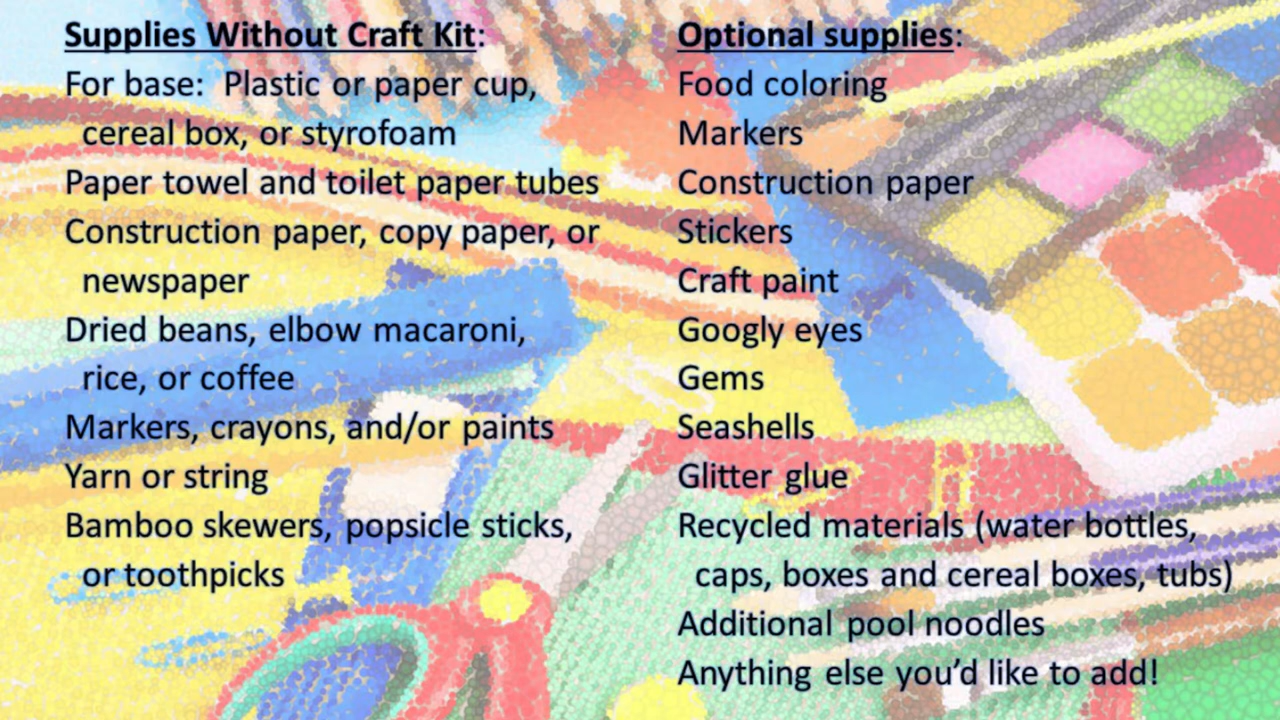 Supplies Without Craft Kit:
For base:  Plastic or paper cup,
cereal box, or styrofoam
Paper towel and toilet paper tubes
Construction paper, copy paper, or
newspaper
Dried beans, elbow macaroni,
rice, or coffee
Markers, crayons, and/or paints
Yarn or string
Bamboo skewers, popsicle sticks,
or toothpicks
Optional supplies:
Food coloring
Markers
Construction paper
Stickers
Craft paint
Googly eyes
Gems
Seashells
Glitter glue
Recycled materials (water bottles,
caps, boxes and cereal boxes, tubs)
Additional pool noodles
Anything else you’d like to add!